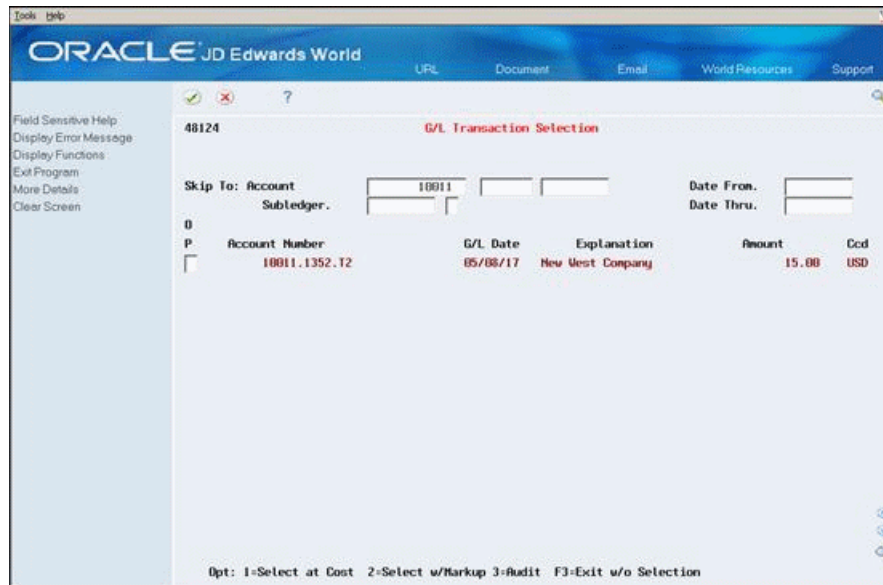 Tools Help
ORACLE JD Edwards World
URL Document Email World Resources Support
Field Sensitive Help
Display Error Message
Display Functions
Exit Program
More Details
Clear Screen
?
48124 G/L Transaction Selection
Skip To: Account 10011 Date From.
Subledger. Date Thru.
O
P Account Number G/L Date Explanation Amount Ccd
10011.1352.T2 05/08/17 New West Company 15.00 USD
Opt: 1=Select at Cost 2=Select w/Markup 3=Audit F3=Exit w/o Selection